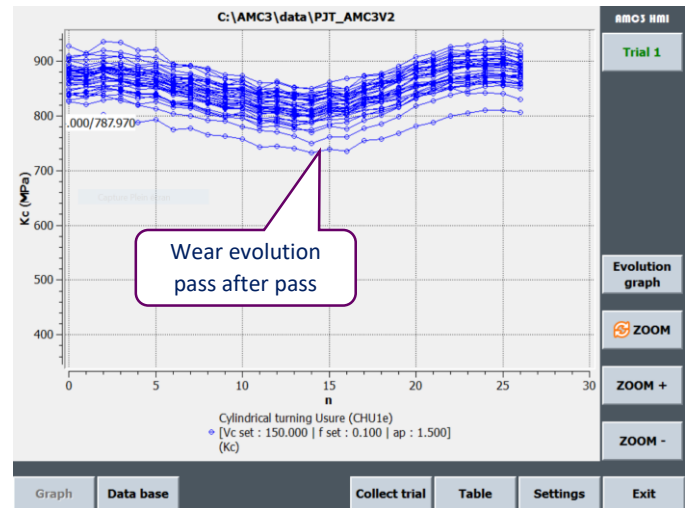 C:\AMC3\data\PJT_AMC3V2
AMC3 HMI
Trial 1
900
800
.000/787.970
700
Kc (MPa)
600
Wear evolution
pass after pass
500
400
0 5 10 15 20 25 30
n
Cylindrical turning Usure (CHU1e)
[Vc set : 150.000 | f set : 0.100 | ap : 1.500]
(Kc)
Evolution
graph
ZOOM
ZOOM +
ZOOM -
Graph Data base Collect trial Table Settings Exit